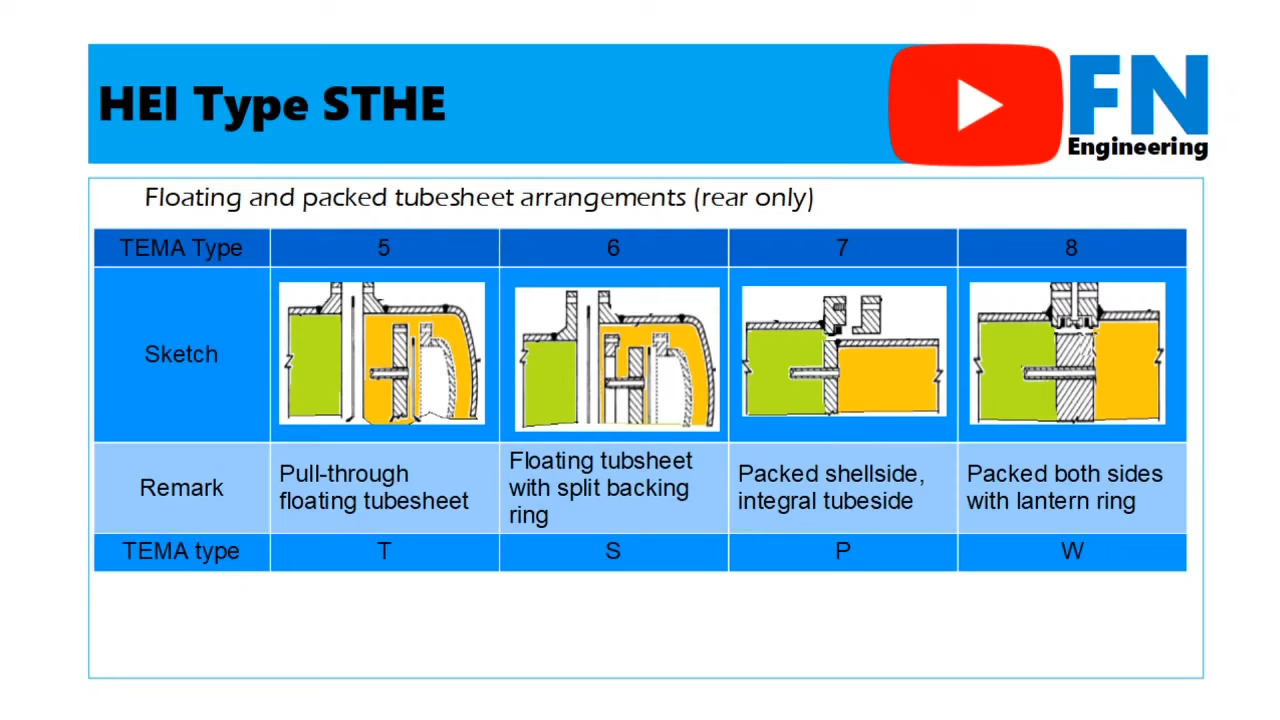 HEI Type STHE
FN
Engineering
Floating and packed tubesheet arrangements (rear only)
TEMA Type 5 6 7 8
Sketch
Remark
Pull-through
floating tubesheet
Floating tubsheet
with split backing
ring
Packed shellside,
integral tubeside
Packed both sides
with lantern ring
TEMA type T S P W